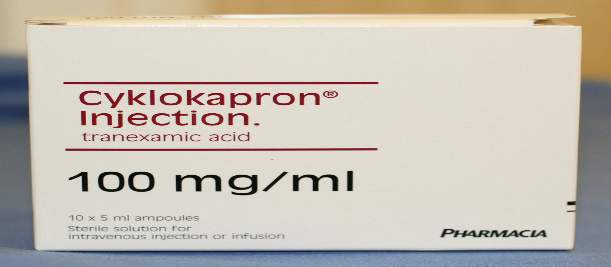 Cyklokapron®
Injection.
tranexamic acid
100 mg/ml
10 x 5 ml ampoules
Sterile solution for
intravenous injection or infusion
PHARMACIA